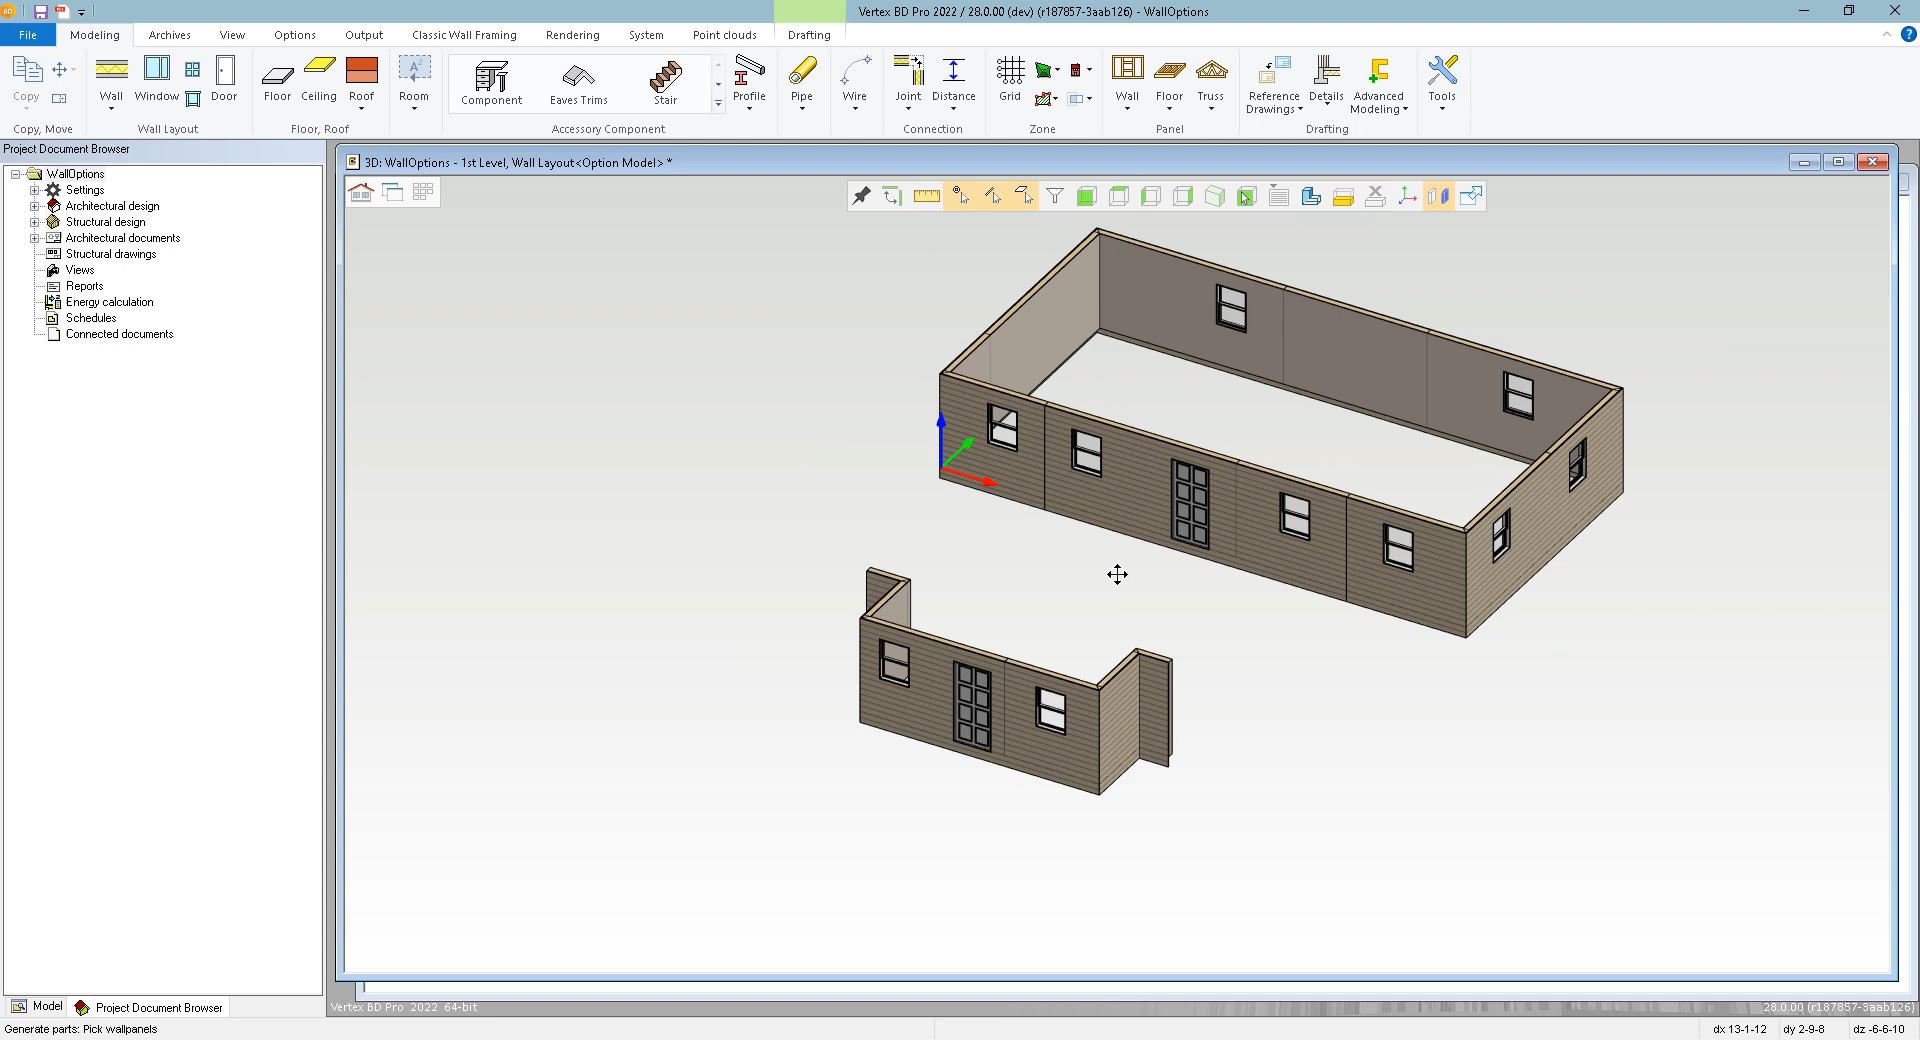 BD
Vertex BD Pro 2022 / 28.0.00 (dev) (r187857-3aab126) - WallOptions
File Modeling Archives View Options Output Classic Wall Framing Rendering System Point clouds Drafting
Copy Wall Window Door Floor Ceiling Roof Room Component Eaves Trims Stair Profile Pipe Wire Joint Distance Grid Wall Floor Truss Reference Drawings Details Advanced Modeling Tools
Copy, Move Wall Layout Floor, Roof Accessory Component Connection Zone Panel Drafting
Project Document Browser
3D: WallOptions - 1st Level, Wall Layout<Option Model> *
WallOptions
Settings
Architectural design
Structural design
Architectural documents
Structural drawings
Views
Reports
Energy calculation
Schedules
Connected documents
Model Project Document Browser
Vertex BD Pro 2022 64-bit
28.0.00 (r187857-3aab126)
Generate parts: Pick wallpanels
dx 13-1-12 dy 2-9-8 dz -6-6-10